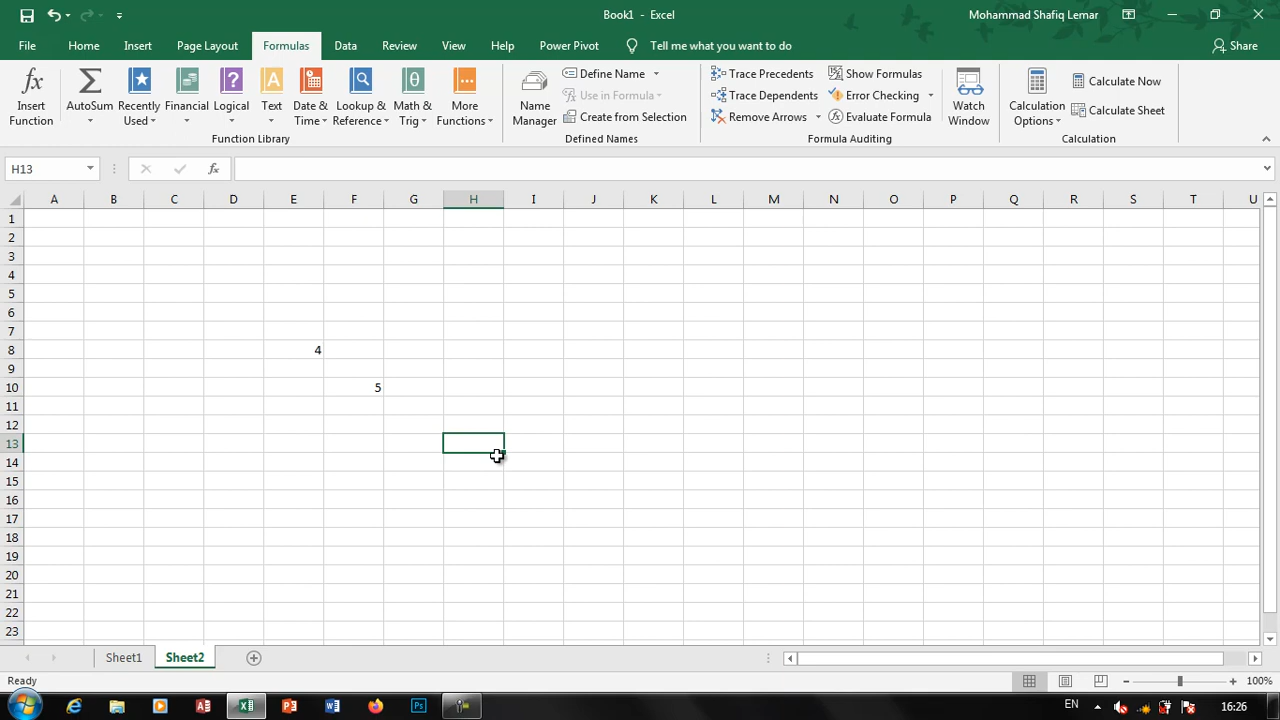 Book1 - Excel
Mohammad Shafiq Lemar
File Home Insert Page Layout Formulas Data Review View Help Power Pivot Tell me what you want to do Share
Insert Function
AutoSum
Recently Used
Financial
Logical
Text
Date & Time
Lookup & Reference
Math & Trig
More Functions
Function Library
Name Manager
Define Name
Use in Formula
Create from Selection
Defined Names
Trace Precedents
Trace Dependents
Remove Arrows
Show Formulas
Error Checking
Evaluate Formula
Watch Window
Formula Auditing
Calculation Options
Calculate Now
Calculate Sheet
Calculation
H13 fx
A B C D E F G H I J K L M N O P Q R S T U
1
2
3
4
5
6
7
8 4
9
10 5
11
12
13
14
15
16
17
18
19
20
21
22
23
Sheet1 Sheet2
Ready 100%
EN 16:26